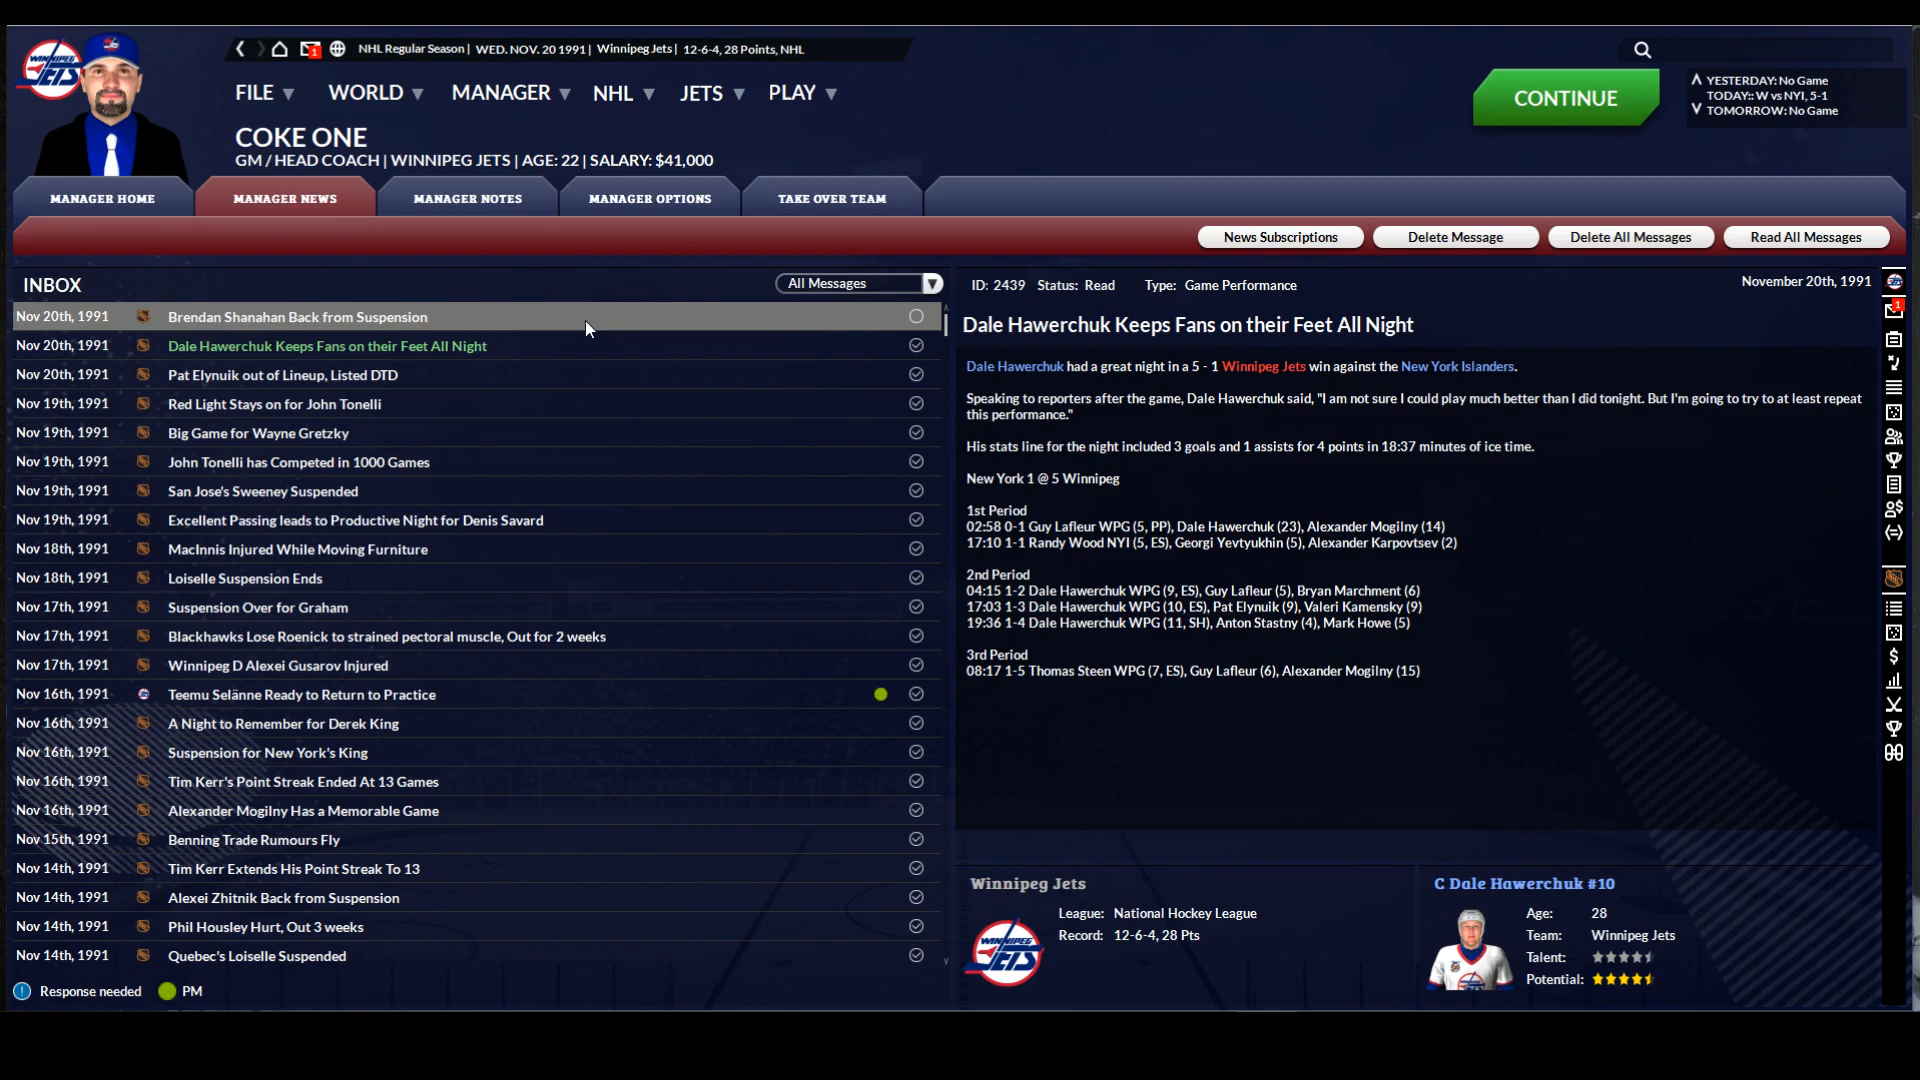 NHL Regular Season | WED. NOV. 20 1991 | Winnipeg Jets | 12-6-4, 28 Points, NHL
FILE WORLD MANAGER NHL JETS PLAY
CONTINUE
YESTERDAY: No Game
TODAY:: W vs NYI, 5-1
TOMORROW: No Game
COKE ONE
GM / HEAD COACH | WINNIPEG JETS | AGE: 22 | SALARY: $41,000
MANAGER HOME MANAGER NEWS MANAGER NOTES MANAGER OPTIONS TAKE OVER TEAM
News Subscriptions Delete Message Delete All Messages Read All Messages
INBOX All Messages
Nov 20th, 1991 Brendan Shanahan Back from Suspension
Nov 20th, 1991 Dale Hawerchuk Keeps Fans on their Feet All Night
Nov 20th, 1991 Pat Elynuik out of Lineup, Listed DTD
Nov 19th, 1991 Red Light Stays on for John Tonelli
Nov 19th, 1991 Big Game for Wayne Gretzky
Nov 19th, 1991 John Tonelli has Competed in 1000 Games
Nov 19th, 1991 San Jose's Sweeney Suspended
Nov 19th, 1991 Excellent Passing leads to Productive Night for Denis Savard
Nov 18th, 1991 MacInnis Injured While Moving Furniture
Nov 18th, 1991 Loiselle Suspension Ends
Nov 17th, 1991 Suspension Over for Graham
Nov 17th, 1991 Blackhawks Lose Roenick to strained pectoral muscle, Out for 2 weeks
Nov 17th, 1991 Winnipeg D Alexei Gusarov Injured
Nov 16th, 1991 Teemu Selänne Ready to Return to Practice
Nov 16th, 1991 A Night to Remember for Derek King
Nov 16th, 1991 Suspension for New York's King
Nov 16th, 1991 Tim Kerr's Point Streak Ended At 13 Games
Nov 16th, 1991 Alexander Mogilny Has a Memorable Game
Nov 15th, 1991 Benning Trade Rumours Fly
Nov 14th, 1991 Tim Kerr Extends His Point Streak To 13
Nov 14th, 1991 Alexei Zhitnik Back from Suspension
Nov 14th, 1991 Phil Housley Hurt, Out 3 weeks
Nov 14th, 1991 Quebec's Loiselle Suspended
! Response needed PM
ID: 2439 Status: Read Type: Game Performance November 20th, 1991
Dale Hawerchuk Keeps Fans on their Feet All Night
Dale Hawerchuk had a great night in a 5 - 1 Winnipeg Jets win against the New York Islanders.
Speaking to reporters after the game, Dale Hawerchuk said, "I am not sure I could play much better than I did tonight. But I'm going to try to at least repeat
this performance."
His stats line for the night included 3 goals and 1 assists for 4 points in 18:37 minutes of ice time.
New York 1 @ 5 Winnipeg
1st Period
02:58 0-1 Guy Lafleur WPG (5, PP), Dale Hawerchuk (23), Alexander Mogilny (14)
17:10 1-1 Randy Wood NYI (5, ES), Georgi Yevtyukhin (5), Alexander Karpovtsev (2)
2nd Period
04:15 1-2 Dale Hawerchuk WPG (9, ES), Guy Lafleur (5), Bryan Marchment (6)
17:03 1-3 Dale Hawerchuk WPG (10, ES), Pat Elynuik (9), Valeri Kamensky (9)
19:36 1-4 Dale Hawerchuk WPG (11, SH), Anton Stastny (4), Mark Howe (5)
3rd Period
08:17 1-5 Thomas Steen WPG (7, ES), Guy Lafleur (6), Alexander Mogilny (15)
Winnipeg Jets
League: National Hockey League
Record: 12-6-4, 28 Pts
WINNIPEG
JETS
C Dale Hawerchuk #10
Age: 28
Team: Winnipeg Jets
Talent:
Potential: